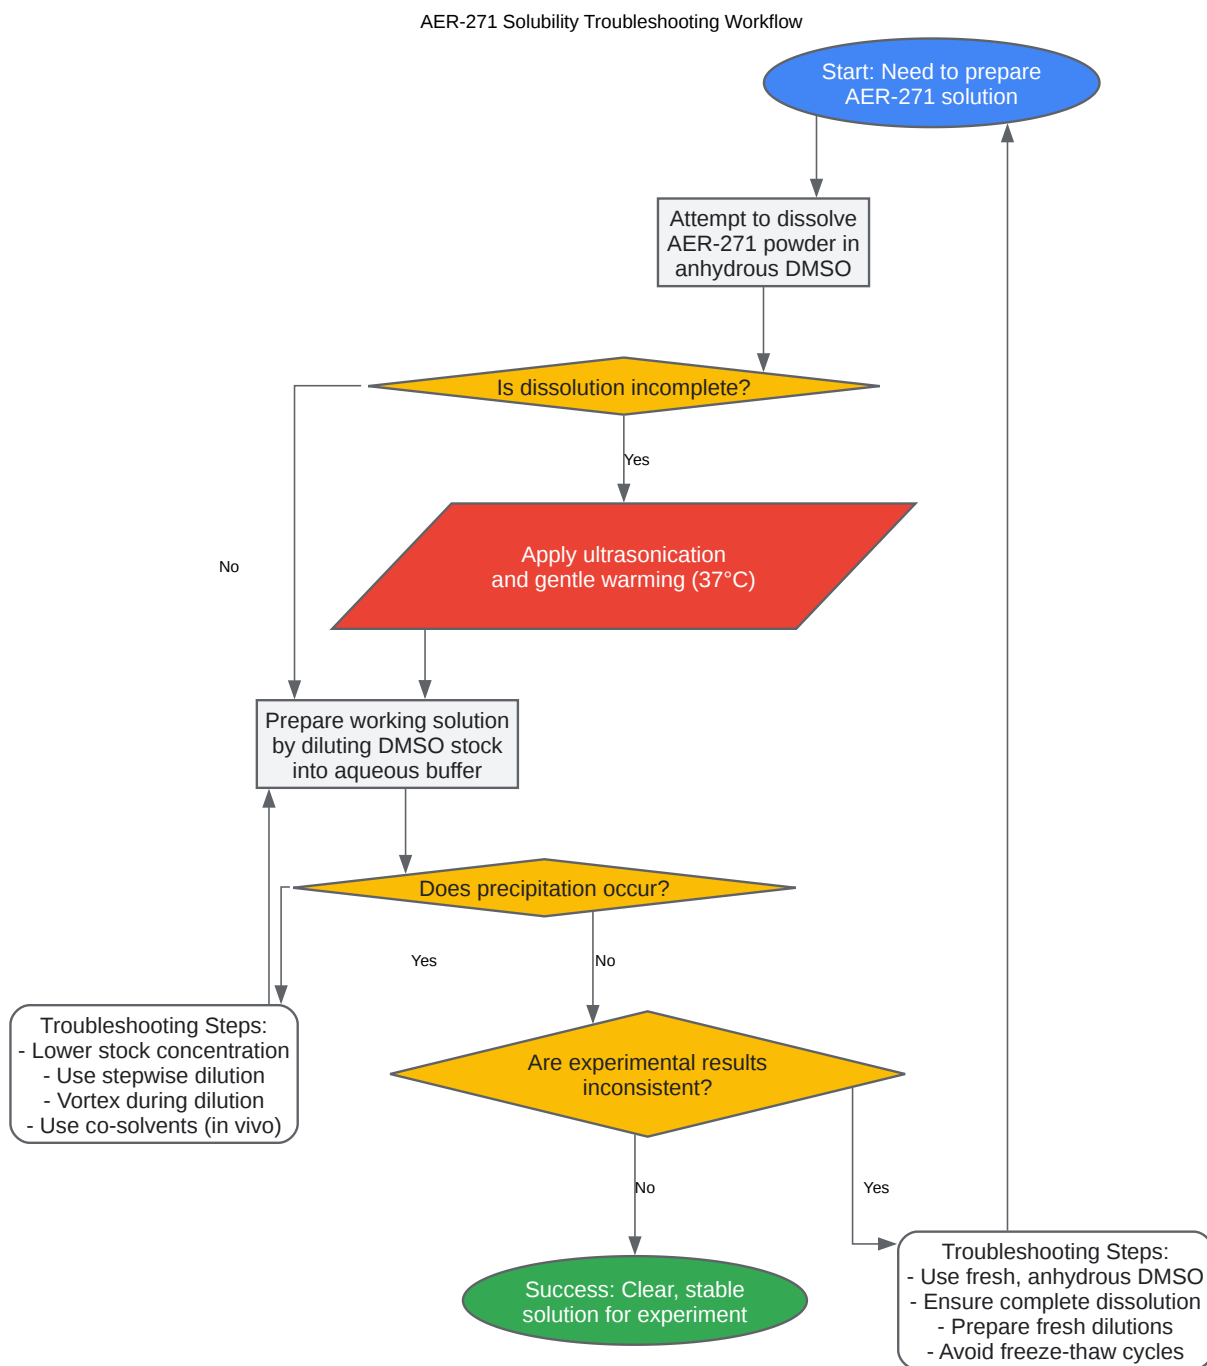 AER-271 Solubility Troubleshooting Workflow
Start: Need to prepare
AER-271 solution
Attempt to dissolve
AER-271 powder in
anhydrous DMSO
Is dissolution incomplete?
Yes
No
Apply ultrasonication
and gentle warming (37°C)
Prepare working solution
by diluting DMSO stock
into aqueous buffer
Does precipitation occur?
Yes
No
Troubleshooting Steps:
- Lower stock concentration
- Use stepwise dilution
- Vortex during dilution
- Use co-solvents (in vivo)
Are experimental results
inconsistent?
No
Yes
Success: Clear, stable
solution for experiment
Troubleshooting Steps:
- Use fresh, anhydrous DMSO
- Ensure complete dissolution
- Prepare fresh dilutions
- Avoid freeze-thaw cycles